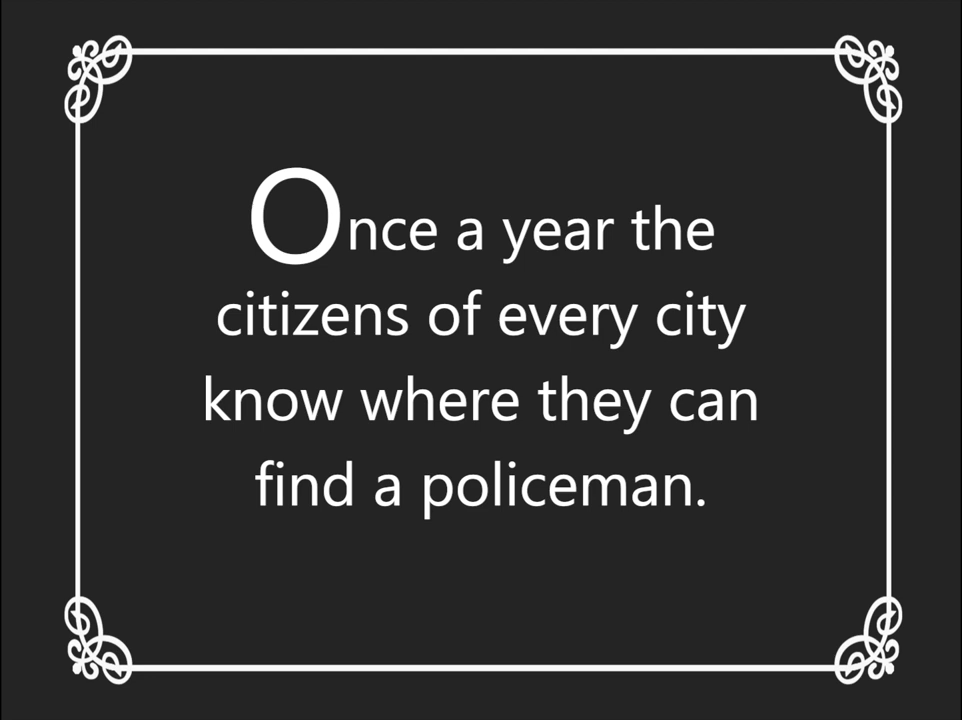 Once a year the
citizens of every city
know where they can
find a policeman.